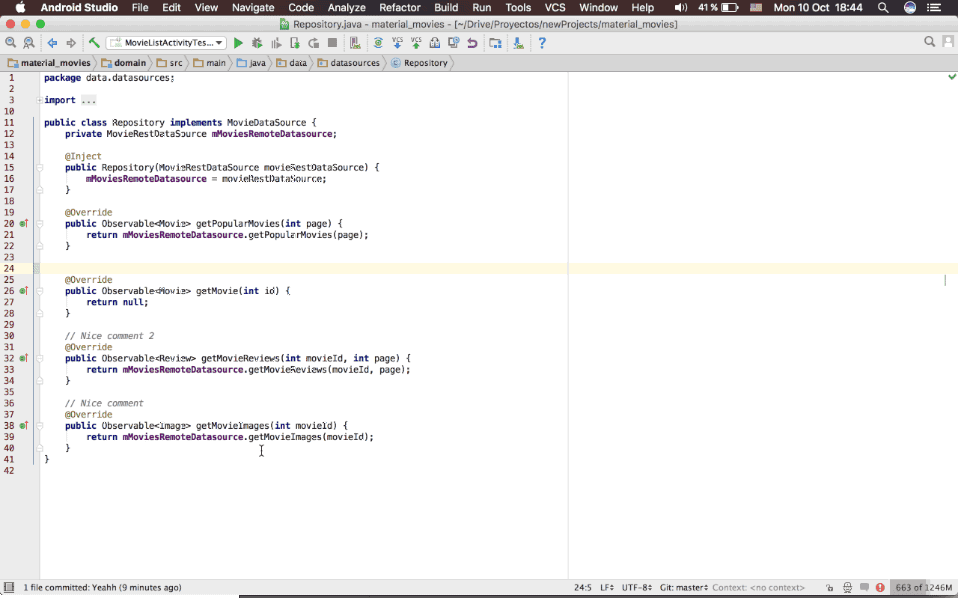 Android Studio File Edit View Navigate Code Analyze Refactor Build Run Tools VCS Window Help 41% Mon 10 Oct 18:44
Repository.java - material_movies - [~/Drive/Proyectos/newProjects/material_movies]
MovieListActivityTes... VCS VCS ?
material_movies domain src main java data datasources Repository
1 package data.datasources;
2
3 import ...
10
11 public class Repository implements MovieDataSource {
12 private MovieRestDataSource mMoviesRemoteDatasource;
13
14 @Inject
15 public Repository(MovieRestDataSource movieRestDataSource) {
16 mMoviesRemoteDatasource = movieRestDataSource;
17 }
18
19 @Override
20 public Observable<Movie> getPopularMovies(int page) {
21 return mMoviesRemoteDatasource.getPopularMovies(page);
22 }
23
24
25 @Override
26 public Observable<Movie> getMovie(int id) {
27 return null;
28 }
29
30 // Nice comment 2
31 @Override
32 public Observable<Review> getMovieReviews(int movieId, int page) {
33 return mMoviesRemoteDatasource.getMovieReviews(movieId, page);
34 }
35
36 // Nice comment
37 @Override
38 public Observable<Image> getMovieImages(int movieId) {
39 return mMoviesRemoteDatasource.getMovieImages(movieId);
40 }
41 }
42
1 file committed: Yeahh (9 minutes ago) 24:5 LF UTF-8 Git: master Context: <no context> 663 of 1246M